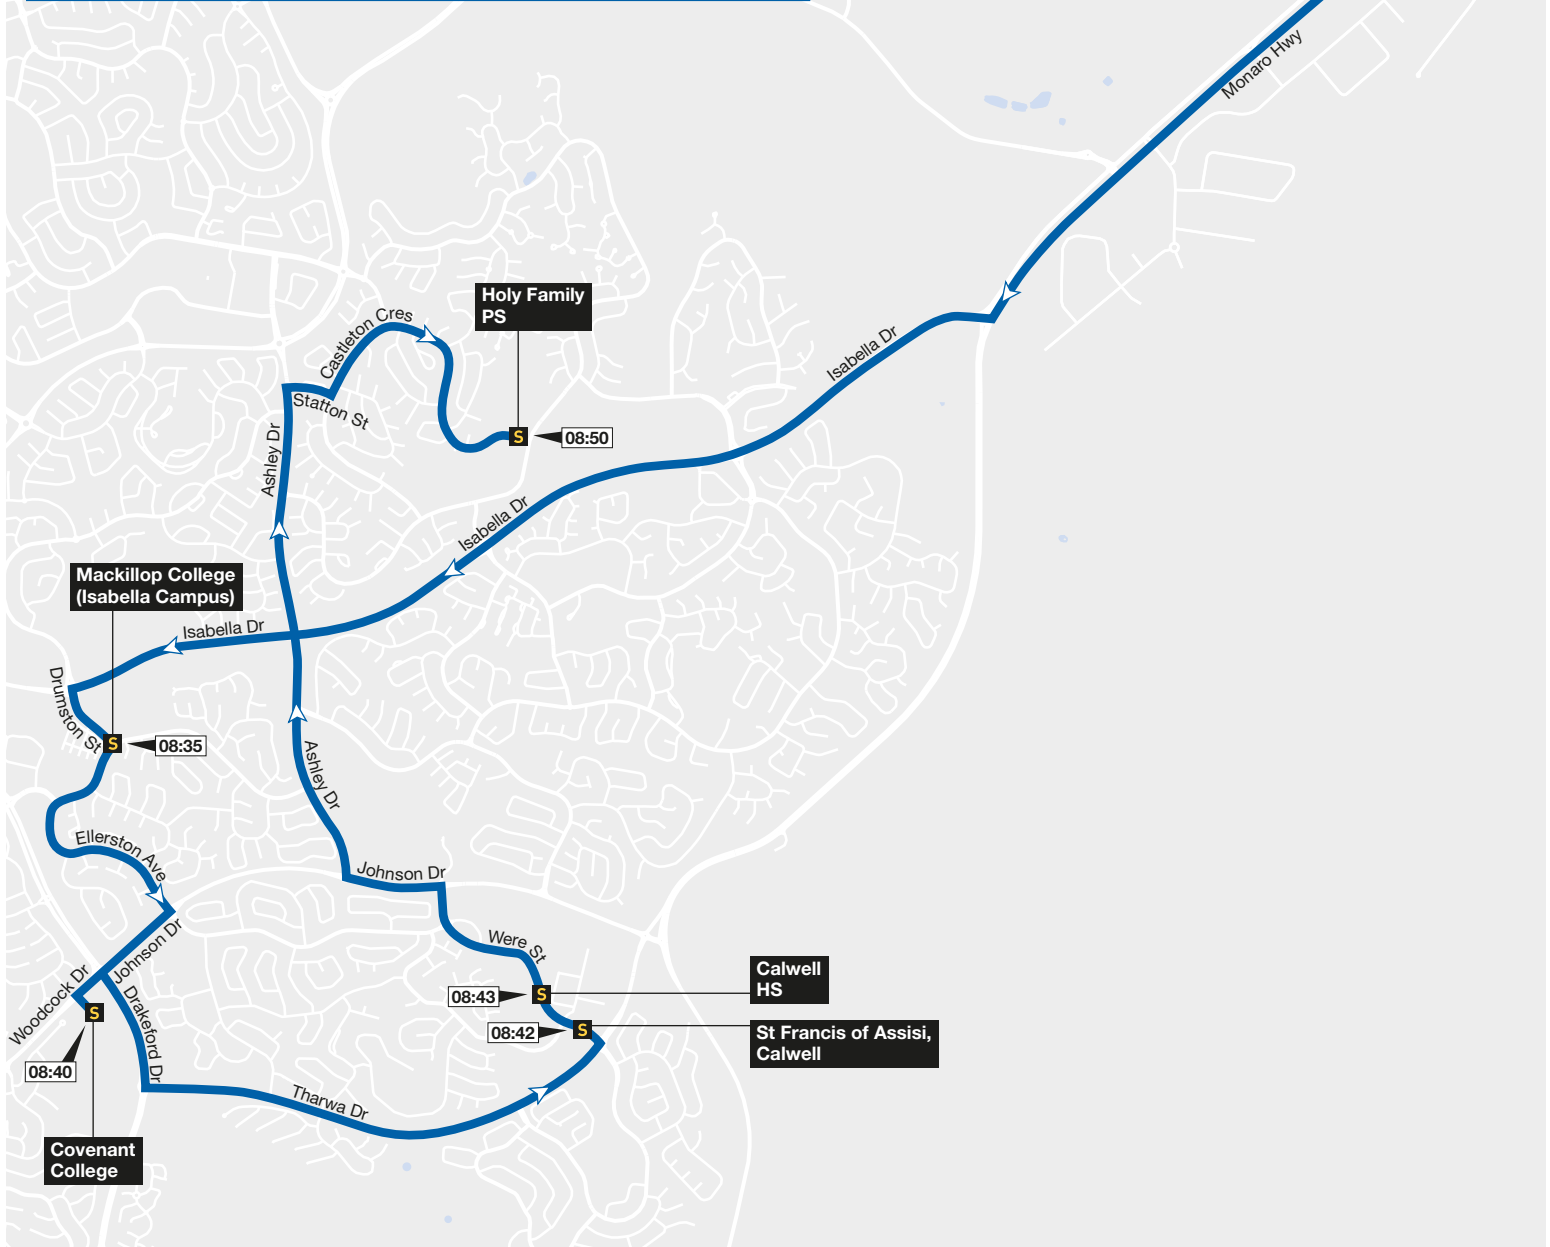 Monaro Hwy
Holy Family
PS
Castleton Cres
Isabella Dr
Statton St
Ashley Dr
08:50
Isabella Dr
Mackillop College
(Isabella Campus)
Isabella Dr
Drumston St
08:35
Ashley Dr
Ellerston Ave
Johnson Dr
Johnson Dr
Were St
Woodcock Dr
Drakeford Dr
Calwell
HS
08:43
St Francis of Assisi,
Calwell
08:42
08:40
Tharwa Dr
Covenant
College
S
S
S
S
S